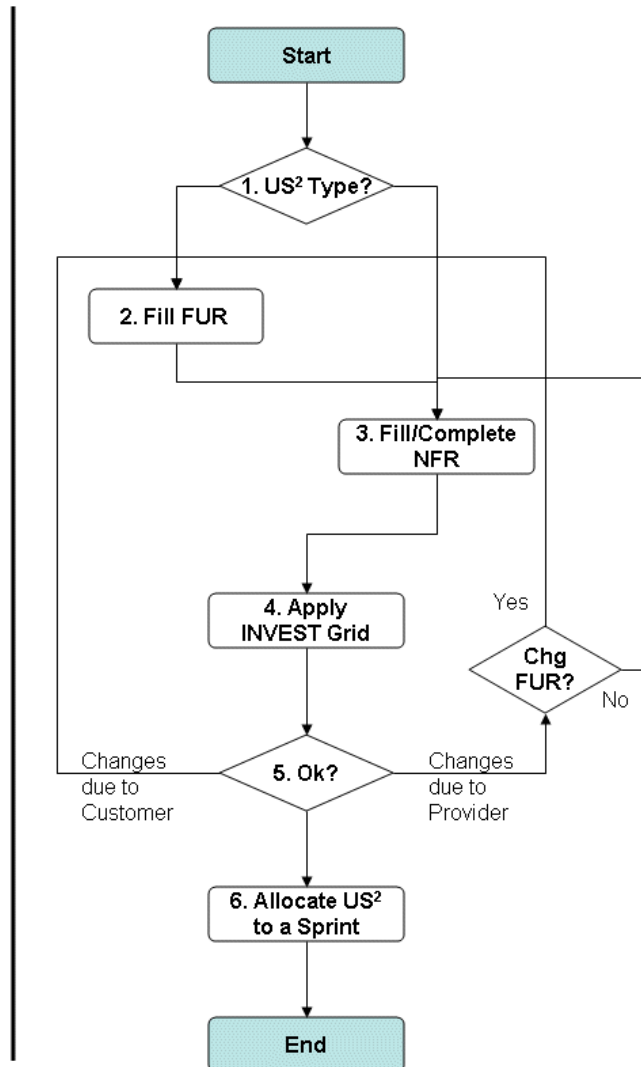 Start
1. US² Type?
2. Fill FUR
3. Fill/Complete
NFR
4. Apply
INVEST Grid
Yes
Chg
FUR?
No
Changes
due to
Customer
5. Ok?
Changes
due to
Provider
6. Allocate US²
to a Sprint
End